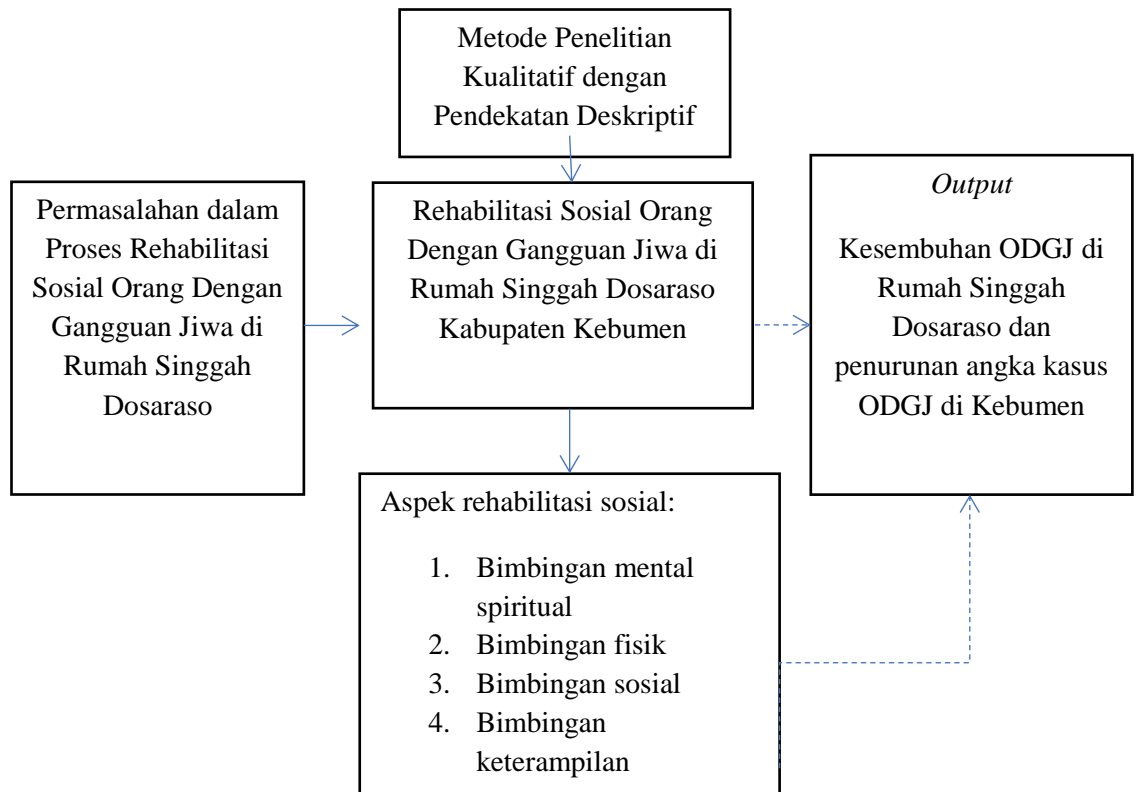 Metode Penelitian
Kualitatif dengan
Pendekatan Deskriptif
Permasalahan dalam
Proses Rehabilitasi
Sosial Orang Dengan
Gangguan Jiwa di
Rumah Singgah
Dosaraso
Rehabilitasi Sosial Orang
Dengan Gangguan Jiwa di
Rumah Singgah Dosaraso
Kabupaten Kebumen
Output
Kesembuhan ODGJ di
Rumah Singgah
Dosaraso dan
penurunan angka kasus
ODGJ di Kebumen
Aspek rehabilitasi sosial:
1. Bimbingan mental
spiritual
2. Bimbingan fisik
3. Bimbingan sosial
4. Bimbingan
keterampilan